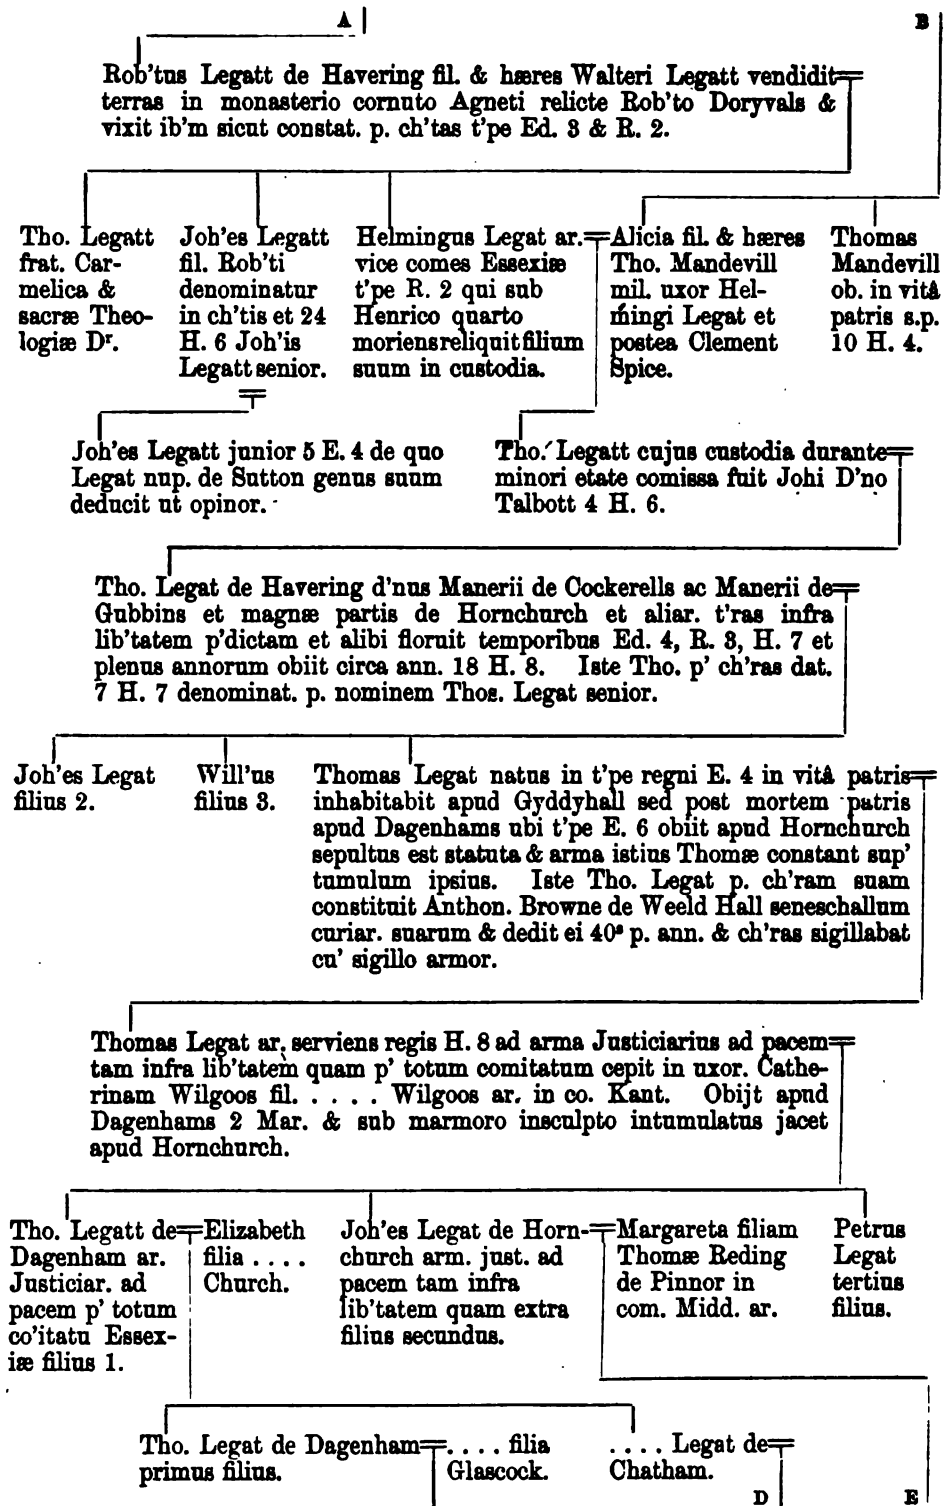 A
B
Rob'tus Legatt de Havering fil. & hæres Walteri Legatt vendidit
terras in monasterio cornuto Agneti relicte Rob'to Doryvals &
vixit ib'm sicut constat. p. ch'tas t'pe Ed. 3 & R. 2.
Tho. Legatt
frat. Car-
melica &
sacræ Theo-
logiæ Dr.
Joh'es Legatt
fil. Rob'ti
denominatur
in ch'tis et 24
H. 6 Joh'is
Legatt senior.
Helmingus Legat ar.
vice comes Essexiæ
t'pe R. 2 qui sub
Henrico quarto
moriens reliquit filium
suum in custodia.
Alicia fil. & hæres
Tho. Mandevill
mil. uxor Hel-
mingi Legat et
postea Clement
Spice.
Thomas
Mandevill
ob. in vitâ
patris s.p.
10 H. 4.
Joh'es Legatt junior 5 E. 4 de quo
Legat nup. de Sutton genus suum
deducit ut opinor.
Tho. Legatt cujus custodia durante
minori etate comissa fuit Johi D'no
Talbott 4 H. 6.
Tho. Legat de Havering d'nus Manerii de Cockerells ac Manerii de
Gubbins et magnæ partis de Hornchurch et aliar. t'ras infra
lib'tatem p'dictam et alibi floruit temporibus Ed. 4, R. 3, H. 7 et
plenus annorum obiit circa ann. 18 H. 8. Iste Tho. p' ch'ras dat.
7 H. 7 denominat. p. nominem Thos. Legat senior.
Joh'es Legat
filius 2.
Will'us
filius 3.
Thomas Legat natus in t'pe regni E. 4 in vitâ patris
inhabitabit apud Gyddyhall sed post mortem patris
apud Dagenhams ubi t'pe E. 6 obiit apud Hornchurch
sepultus est statuta & arma istius Thomæ constant sup'
tumulum ipsius. Iste Tho. Legat p. ch'ram suam
constituit Anthon. Browne de Weeld Hall seneschallum
curiar. suarum & dedit ei 40s p. ann. & ch'ras sigillabat
cu' sigillo armor.
Thomas Legat ar. serviens regis H. 8 ad arma Justiciarius ad pacem
tam infra lib'tatem quam p' totum comitatum cepit in uxor. Cathe-
rinam Wilgoos fil. . . . . . Wilgoos ar. in co. Kant. Obijt apud
Dagenhams 2 Mar. & sub marmoro insculpto intumulatus jacet
apud Hornchurch.
Tho. Legatt de
Dagenham ar.
Justiciar. ad
pacem p' totum
co'itatu Essex-
iæ filius 1.
Elizabeth
filia . . . .
Church.
Joh'es Legat de Horn-
church arm. just. ad
pacem tam infra
lib'tatem quam extra
filius secundus.
Margareta filiam
Thomæ Reding
de Pinnor in
com. Midd. ar.
Petrus
Legat
tertius
filius.
Tho. Legat de Dagenham
primus filius.
. . . . filia
Glascock.
. . . . Legat de
Chatham.
D
E